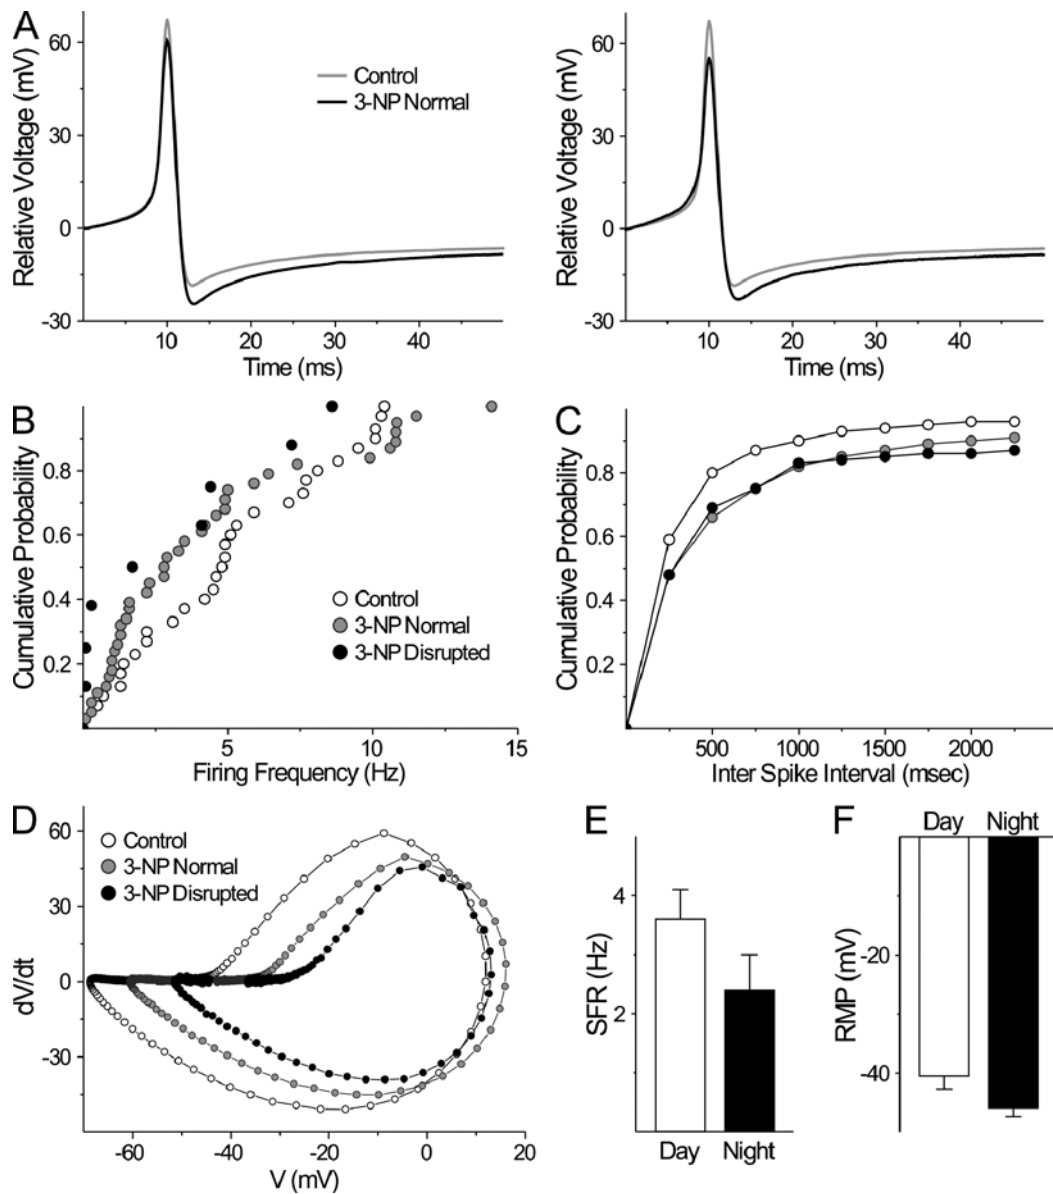 A
Relative Voltage (mV)
60
30
0
-30
10 20 30 40
Time (ms)
Control
3-NP Normal
Relative Voltage (mV)
60
30
0
-30
10 20 30 40
Time (ms)
B
Cumulative Probability
0.8
0.6
0.4
0.2
5 10 15
Firing Frequency (Hz)
Control
3-NP Normal
3-NP Disrupted
C
Cumulative Probability
0.8
0.6
0.4
0.2
500 1000 1500 2000
Inter Spike Interval (msec)
D
dV/dt
60
30
0
-30
-60 -40 -20 0 20
V (mV)
Control
3-NP Normal
3-NP Disrupted
E
SFR (Hz)
4
2
Day Night
F
Day Night
RMP (mV)
-20
-40